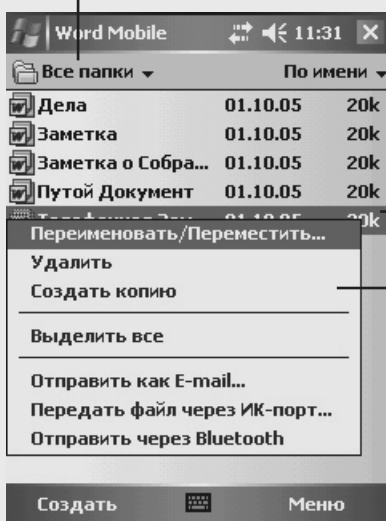 Word Mobile 11:31
Все папки По имени
Дела 01.10.05 20k
Заметка 01.10.05 20k
Заметка о Собра... 01.10.05 20k
Путой Документ 01.10.05 20k
Переименовать/Переместить...
Удалить
Создать копию
Выделить все
Отправить как E-mail...
Передать файл через ИК-порт...
Отправить через Bluetooth
Создать Меню